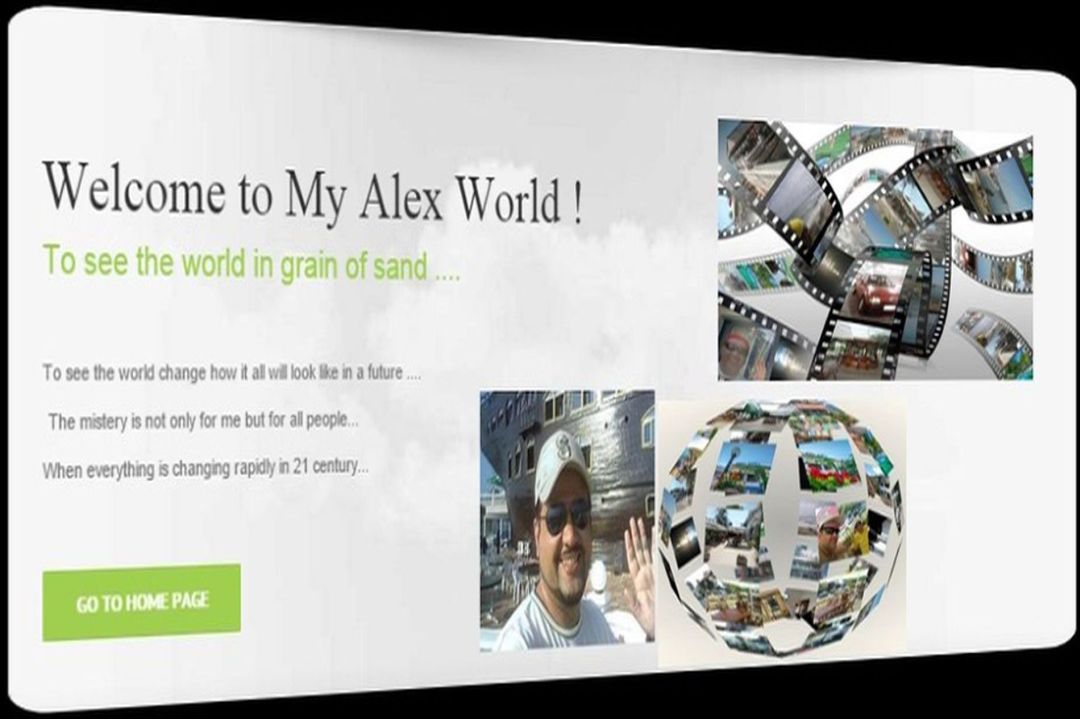 Welcome to My Alex World !
To see the world in grain of sand ....
To see the world change how it all will look like in a future ....
The mistery is not only for me but for all people...
When everything is changing rapidly in 21 century...
GO TO HOME PAGE